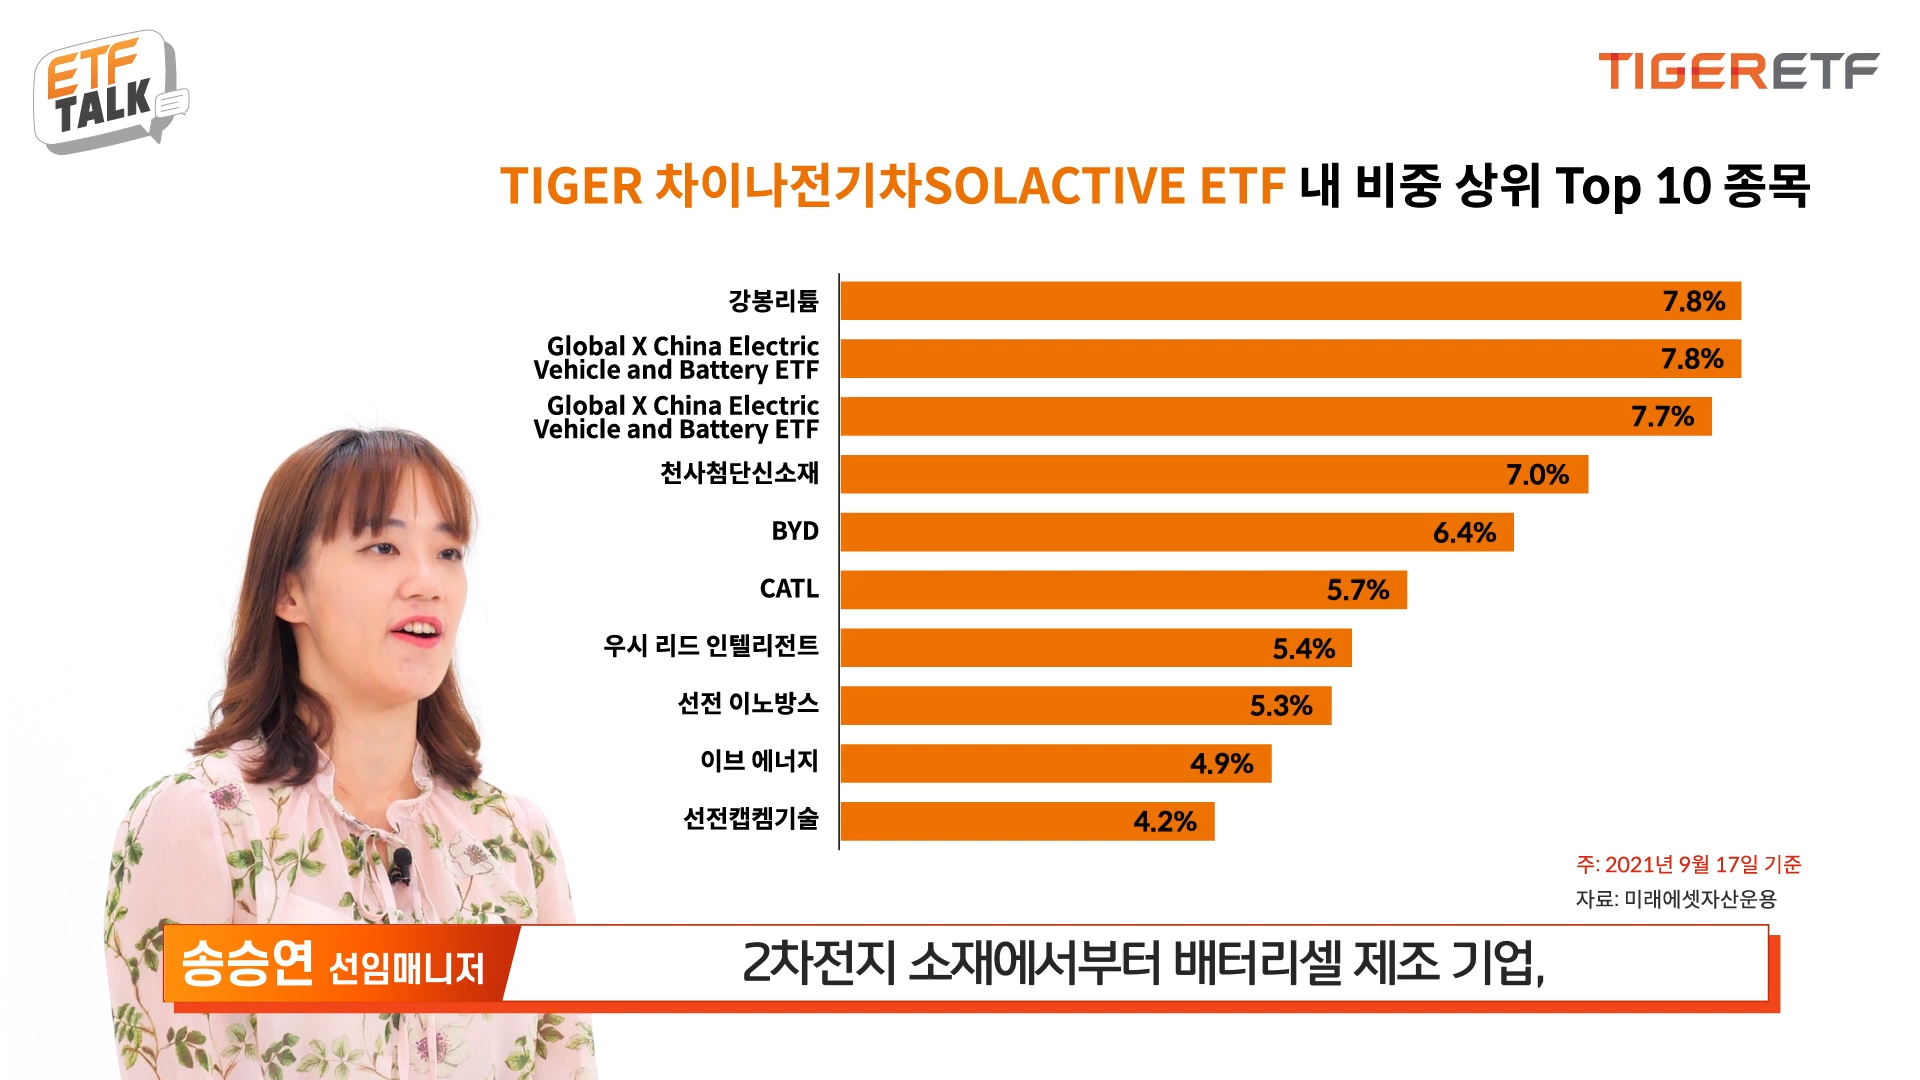 ETF
TALK
TIGERETF
TIGER 차이나전기차SOLACTIVE ETF 내 비중 상위 Top 10 종목
강봉리튬 7.8%
Global X China Electric
Vehicle and Battery ETF 7.8%
Global X China Electric
Vehicle and Battery ETF 7.7%
천사첨단신소재 7.0%
BYD 6.4%
CATL 5.7%
우시 리드 인텔리전트 5.4%
선전 이노방스 5.3%
이브 에너지 4.9%
선전캡켐기술 4.2%
주: 2021년 9월 17일 기준
자료: 미래에셋자산운용
송승연 선임매니저
2차전지 소재에서부터 배터리셀 제조 기업,